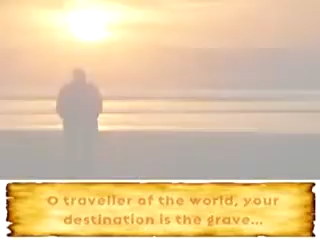 O traveller of the world, your
destination is the grave...